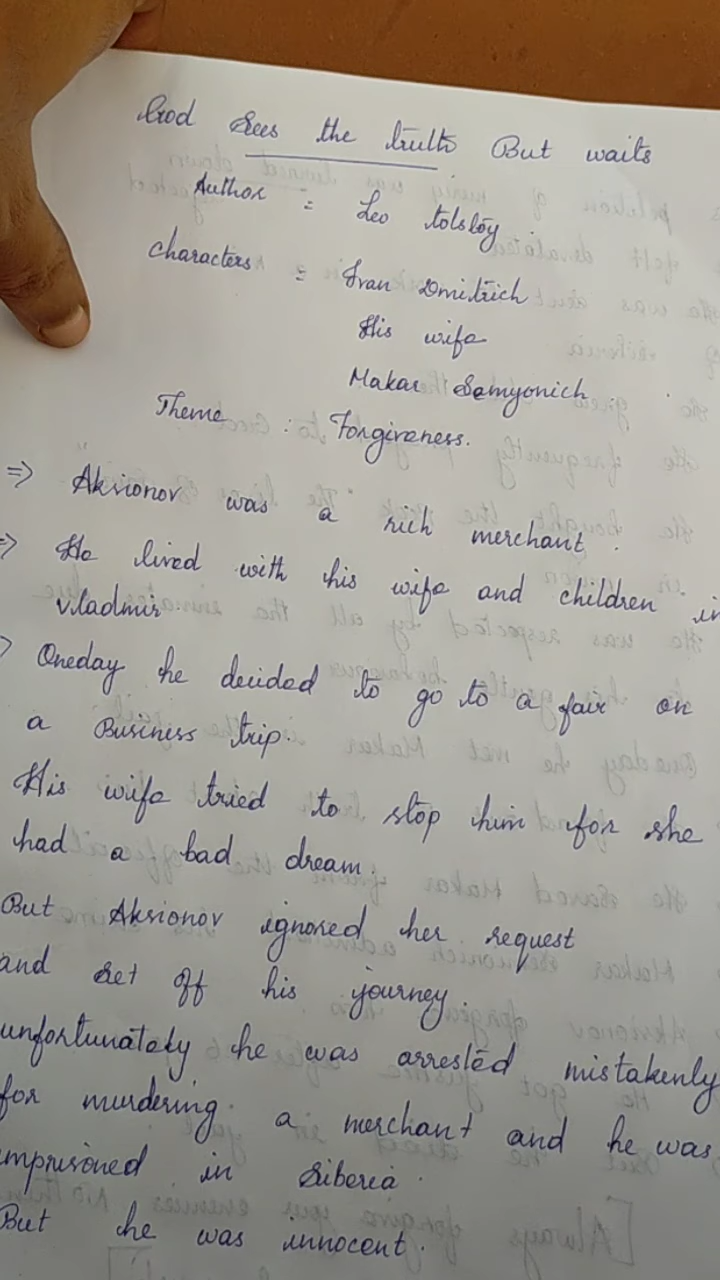 God Sees the truth But waits
Author = Leo tolstoy
characters = Ivan Dmitrich
His wife
Makar Semyonich
Theme : Forgiveness.
⇒ Aksionov was a rich merchant.
⇒ He lived with his wife and children in
vladmir
Oneday he decided to go to a fair on
a Business trip.
His wife tried to stop him for she
had a bad dream.
But Aksionov ignored her request
and set off his journey.
unfortunately he was arrested mistakenly
for murdering a merchant and he was
imprisoned in Siberia.
But he was innocent.